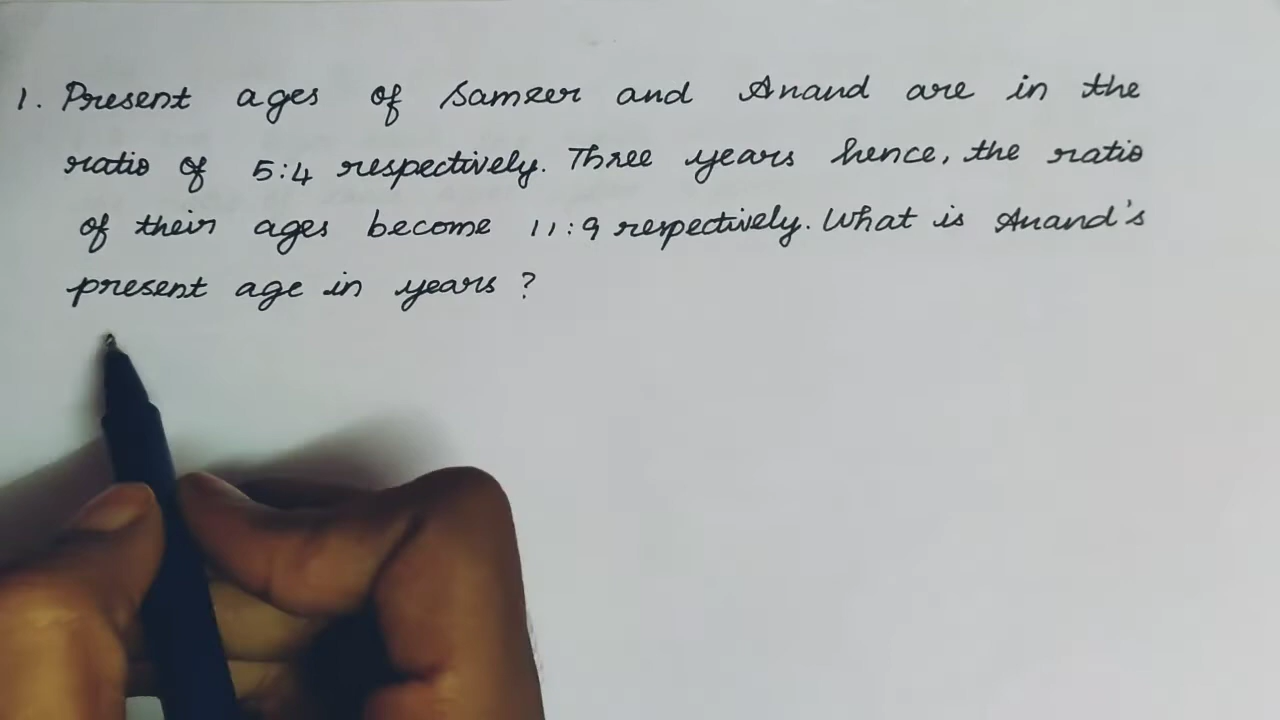 1. Present ages of Sameer and Anand are in the
ratio of 5:4 respectively. Three years hence, the ratio
of their ages become 11:9 respectively. What is Anand's
present age in years?